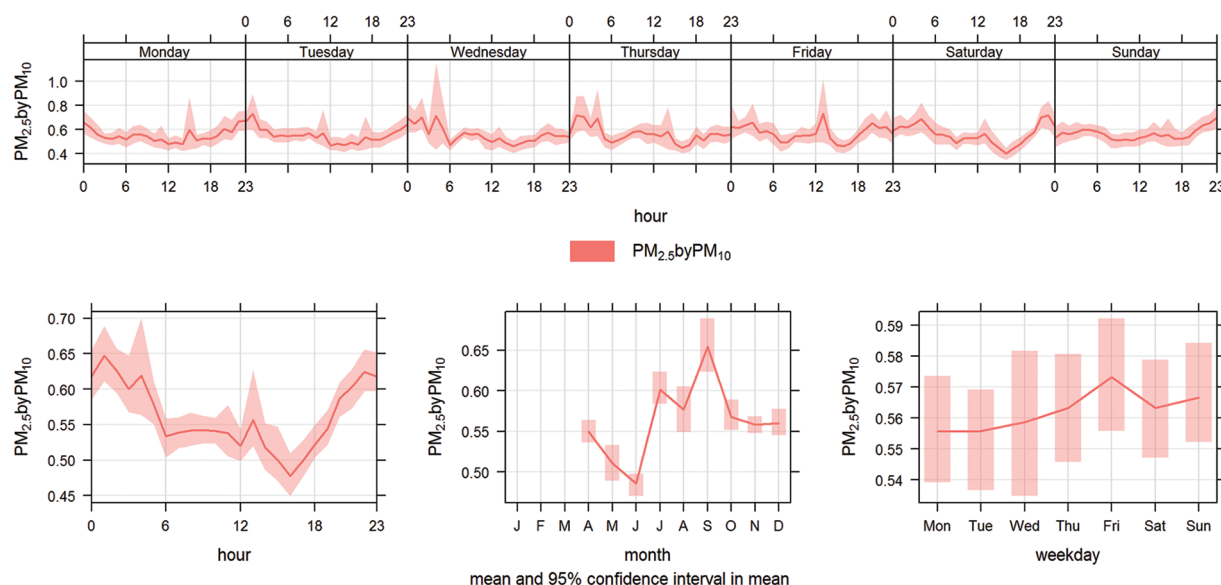 0 6 12 18 23 0 6 12 18 23 0 6 12 18 23
Monday Tuesday Wednesday Thursday Friday Saturday Sunday
PM2.5byPM10
1.0
0.8
0.6
0.4
0 6 12 18 23 0 6 12 18 23 0 6 12 18 23 0 6 12 18 23
hour
PM2.5byPM10
PM2.5byPM10
0.70
0.65
0.60
0.55
0.50
0.45
0 6 12 18 23
hour
PM2.5byPM10
0.65
0.60
0.55
0.50
J F M A M J J A S O N D
month
PM2.5byPM10
0.59
0.58
0.57
0.56
0.55
0.54
Mon Tue Wed Thu Fri Sat Sun
weekday
mean and 95% confidence interval in mean